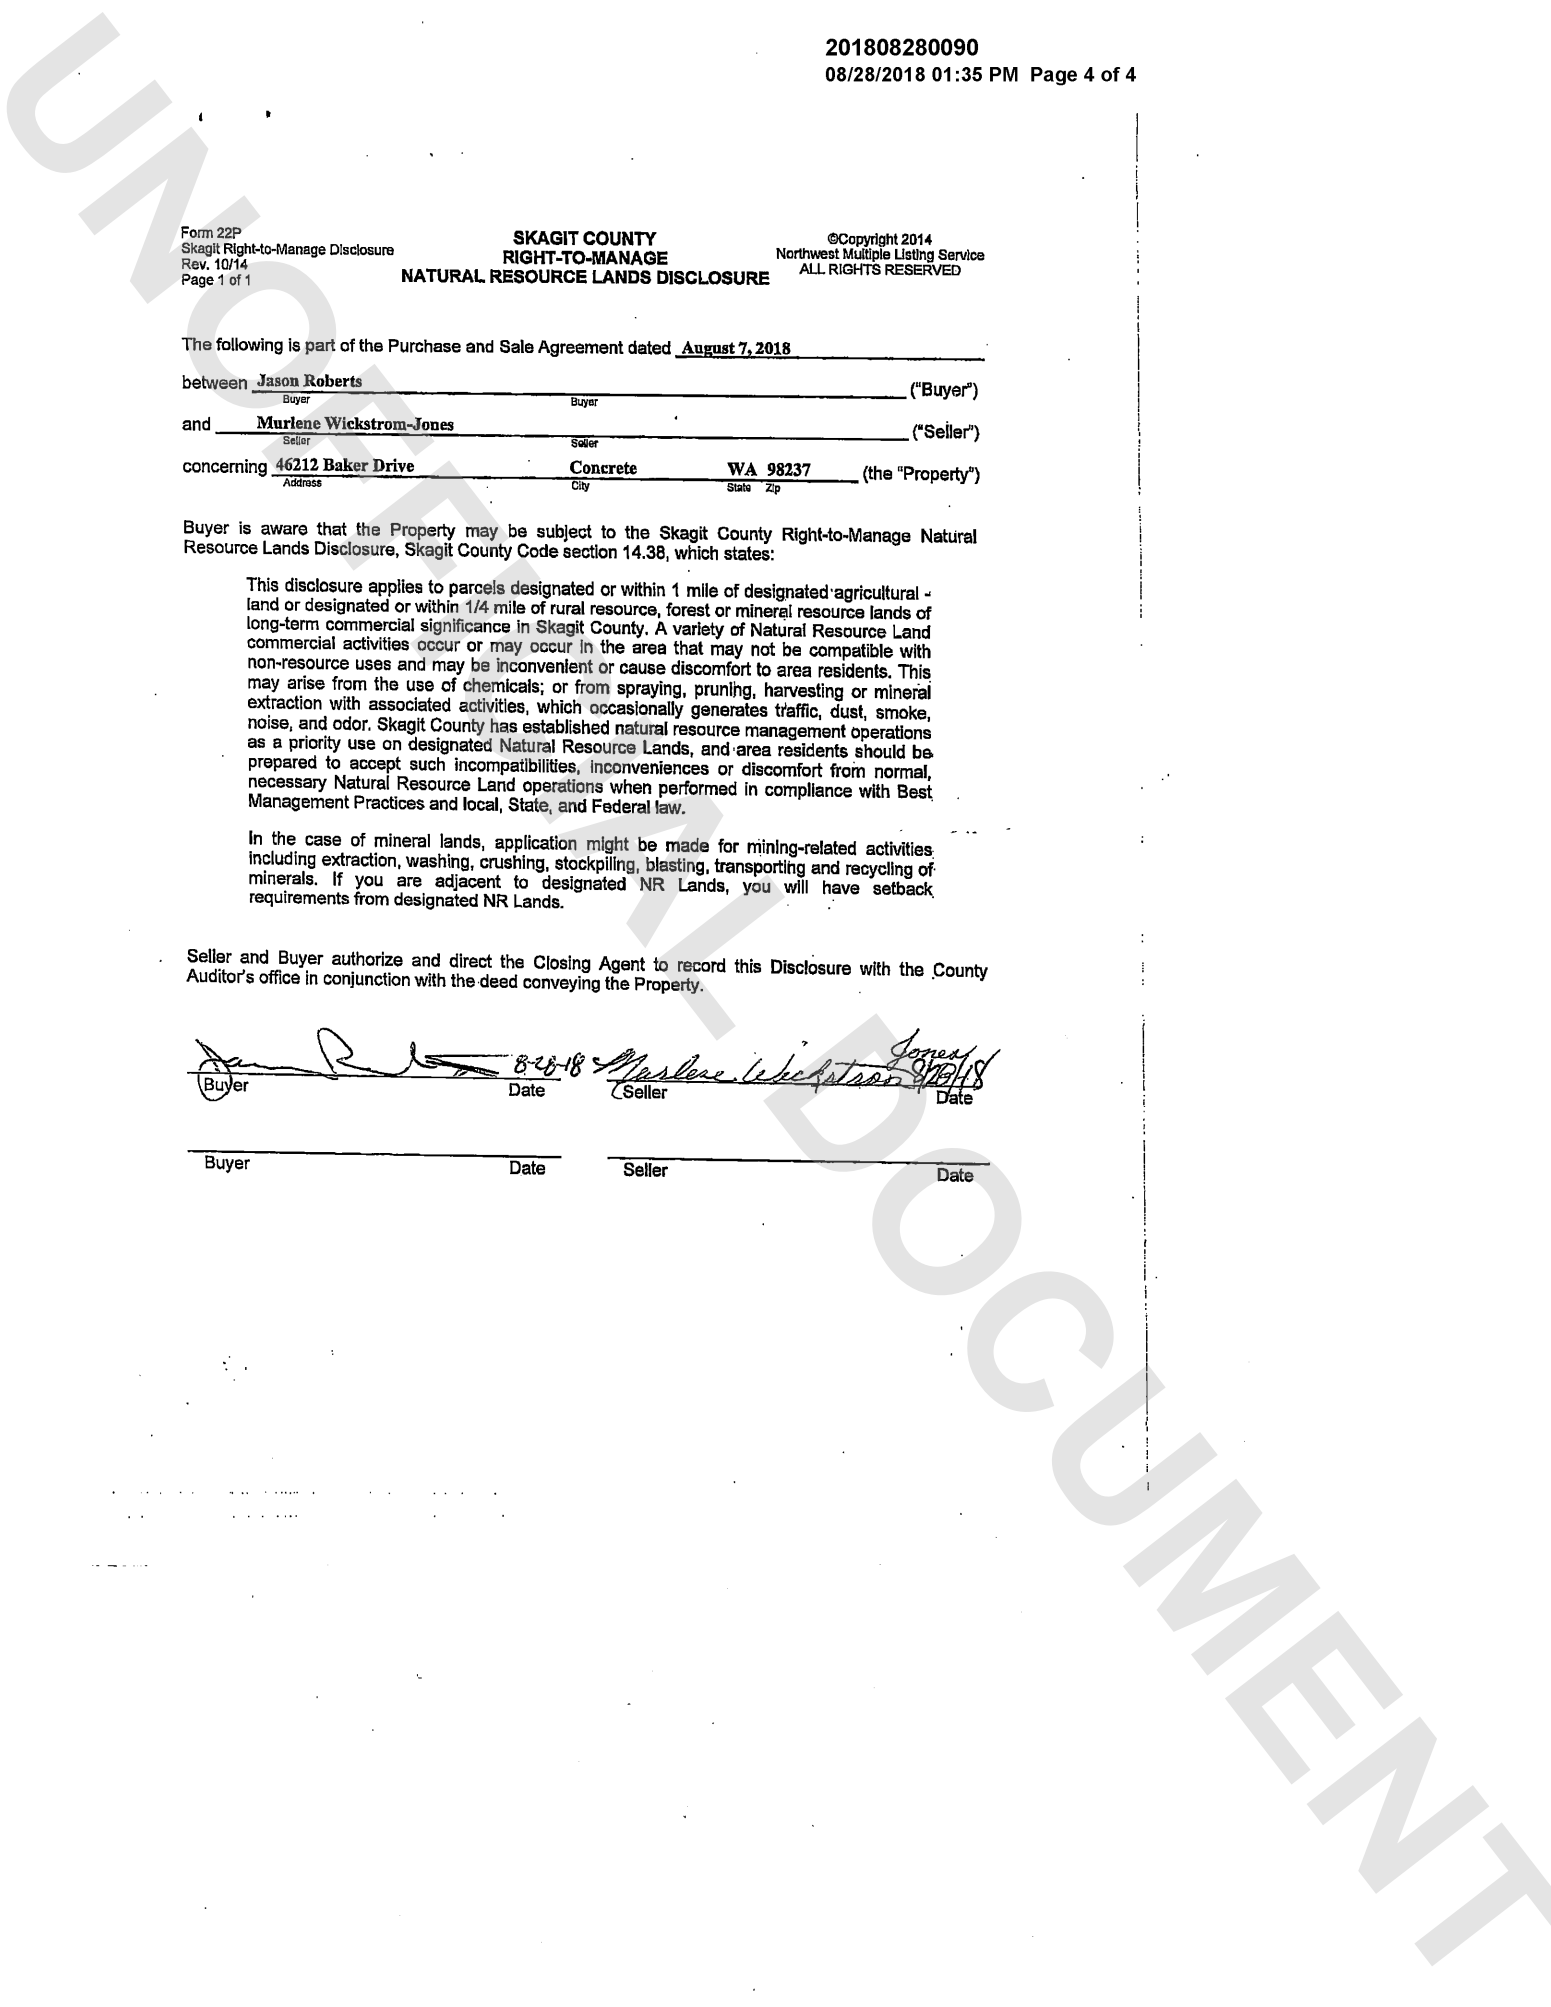 201808280090
08/28/2018 01:35 PM Page 4 of 4
Form 22P
Skagit Right-to-Manage Disclosure
Rev. 10/14
Page 1 of 1
SKAGIT COUNTY
RIGHT-TO-MANAGE
NATURAL RESOURCE LANDS DISCLOSURE
©Copyright 2014
Northwest Multiple Listing Service
ALL RIGHTS RESERVED
The following is part of the Purchase and Sale Agreement dated August 7, 2018
between Jason Roberts ("Buyer")
Buyer Buyer
and Murlene Wickstrom-Jones ("Seller")
Seller Seller
concerning 46212 Baker Drive Concrete WA 98237 (the "Property")
Address City State Zip
Buyer is aware that the Property may be subject to the Skagit County Right-to-Manage Natural
Resource Lands Disclosure, Skagit County Code section 14.38, which states:
This disclosure applies to parcels designated or within 1 mile of designated agricultural
land or designated or within 1/4 mile of rural resource, forest or mineral resource lands of
long-term commercial significance in Skagit County. A variety of Natural Resource Land
commercial activities occur or may occur in the area that may not be compatible with
non-resource uses and may be inconvenient or cause discomfort to area residents. This
may arise from the use of chemicals; or from spraying, pruning, harvesting or mineral
extraction with associated activities, which occasionally generates traffic, dust, smoke,
noise, and odor. Skagit County has established natural resource management operations
as a priority use on designated Natural Resource Lands, and area residents should be
prepared to accept such incompatibilities, inconveniences or discomfort from normal,
necessary Natural Resource Land operations when performed in compliance with Best
Management Practices and local, State, and Federal law.
In the case of mineral lands, application might be made for mining-related activities
including extraction, washing, crushing, stockpiling, blasting, transporting and recycling of
minerals. If you are adjacent to designated NR Lands, you will have setback
requirements from designated NR Lands.
Seller and Buyer authorize and direct the Closing Agent to record this Disclosure with the County
Auditor's office in conjunction with the deed conveying the Property.
8-28-18 Murlene Wickstrom Jones 8/23/18
Buyer Date Seller Date
Buyer Date Seller Date
UNOFFICIAL DOCUMENT